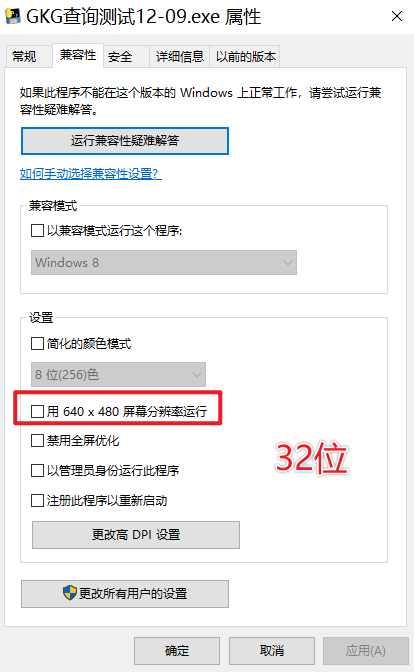 GKG查询测试12-09.exe 属性
常规 兼容性 安全 详细信息 以前的版本
如果此程序不能在这个版本的 Windows 上正常工作，请尝试运行兼
容性疑难解答。
运行兼容性疑难解答
如何手动选择兼容性设置?
兼容模式
以兼容模式运行这个程序:
Windows 8
设置
简化的颜色模式
8 位(256)色
用 640 x 480 屏幕分辨率运行
禁用全屏优化
以管理员身份运行此程序
32位
注册此程序以重新启动
更改高 DPI 设置
更改所有用户的设置
确定 取消 应用(A)